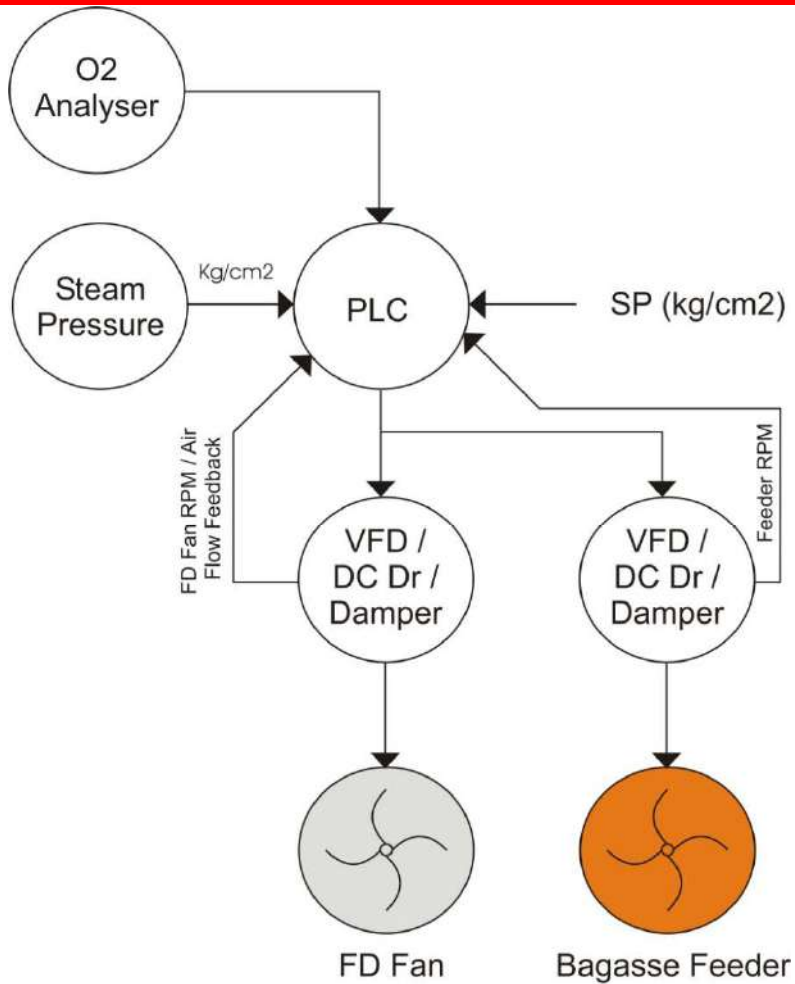 O2
Analyser
Steam
Pressure
Kg/cm2
PLC
SP (kg/cm2)
FD Fan RPM / Air
Flow Feedback
Feeder RPM
VFD /
DC Dr /
Damper
VFD /
DC Dr /
Damper
FD Fan
Bagasse Feeder